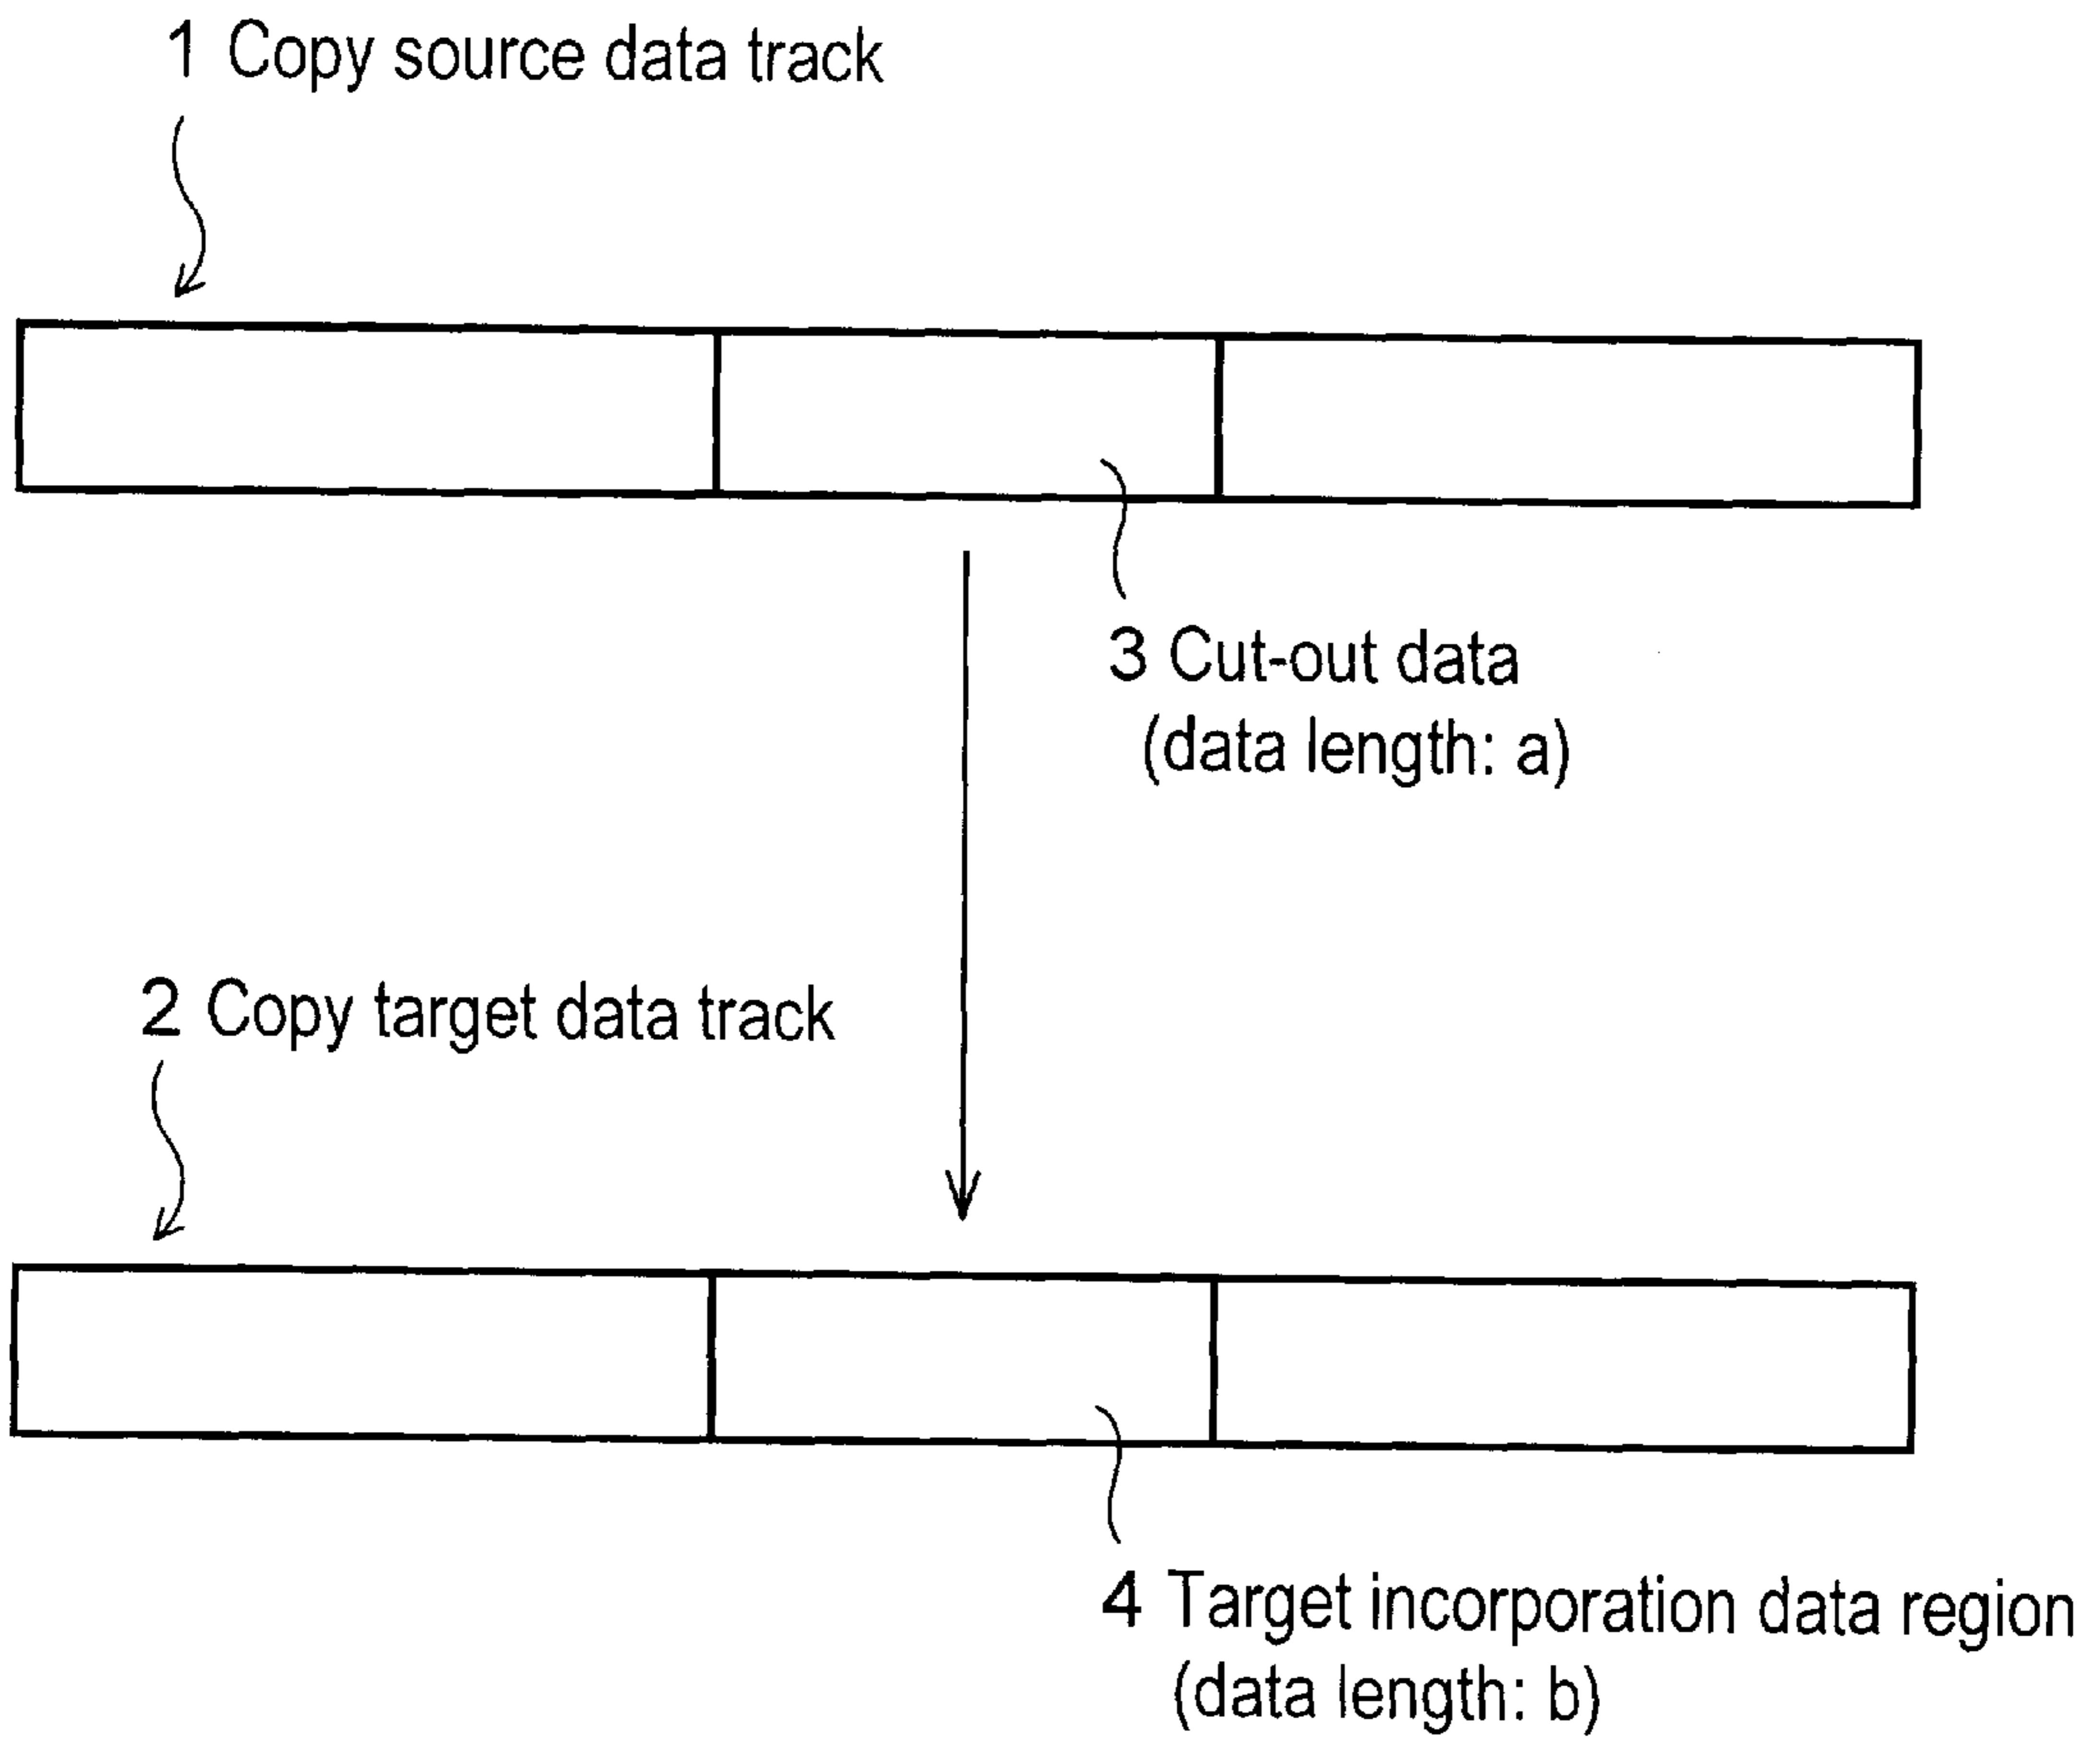 1 Copy source data track
3 Cut-out data
(data length: a)
2 Copy target data track
4 Target incorporation data region
(data length: b)